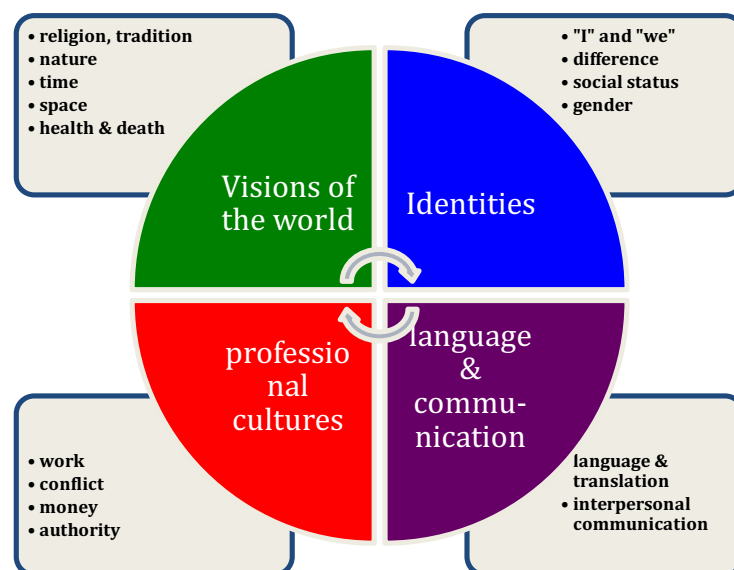 • religion, tradition
• nature
• time
• space
• health & death
• "I" and "we"
• difference
• social status
• gender
Visions of
the world
Identities
professio
nal
cultures
language
&
commu-
nication
• work
• conflict
• money
• authority
language &
translation
• interpersonal
communication